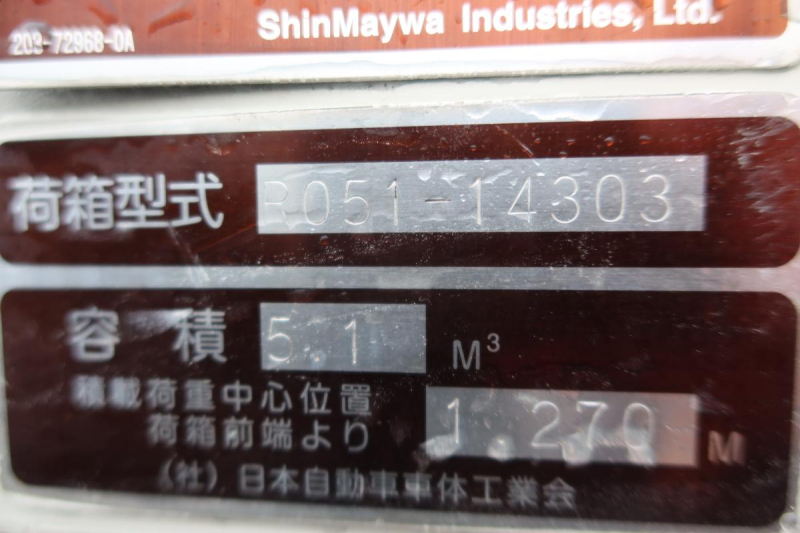 ShinMaywa Industries, Ltd.
203-72968-0A
荷箱型式 R051-14303
容積 5.1 M³
積載荷重中心位置
荷箱前端より 1.270 M
(社)日本自動車車体工業会